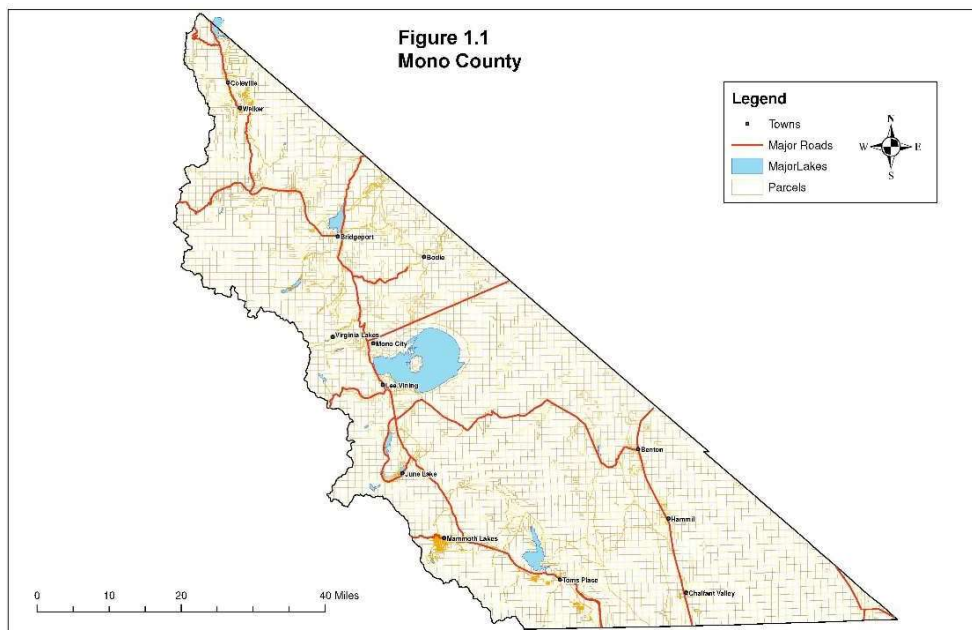 Figure 1.1
Mono County
Legend
Towns
Major Roads
MajorLakes
Parcels
N
W E
S
Coleville
Walker
Bridgeport
Bodie
Virginia Lakes
Mono City
Lee Vining
Benton
June Lake
Hammil
Mammoth Lakes
Toms Place
Chalfant Valley
0 10 20 40 Miles